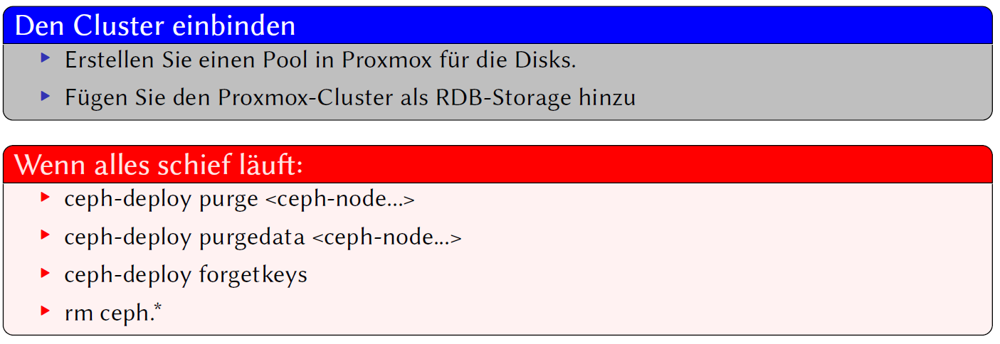 Den Cluster einbinden
Erstellen Sie einen Pool in Proxmox für die Disks.
Fügen Sie den Proxmox-Cluster als RDB-Storage hinzu
Wenn alles schief läuft:
ceph-deploy purge <ceph-node...>
ceph-deploy purgedata <ceph-node...>
ceph-deploy forgetkeys
rm ceph.*